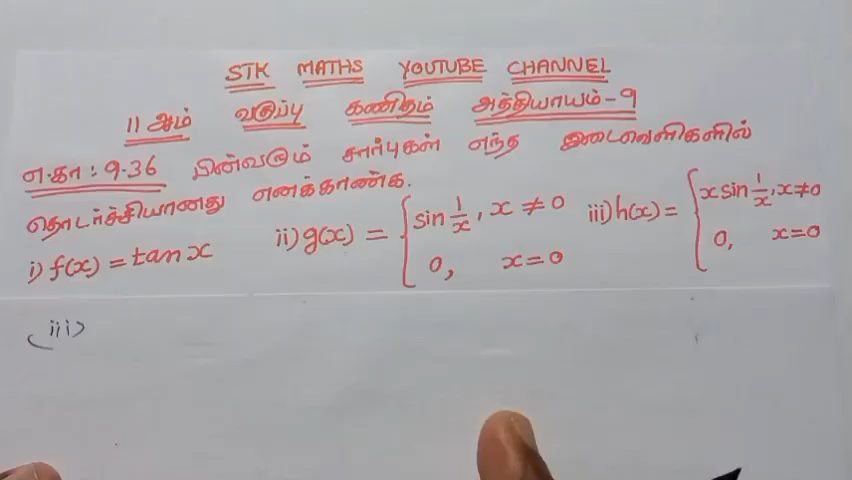 STK MATHS YOUTUBE CHANNEL
11 ஆம் வகுப்பு கணிதம் அத்தியாயம்-9
எ.கா : 9.36 பின்வரும் சார்புகள் எந்த இடைவெளிகளில்
தொடர்ச்சியானது எனக்காண்க.
i) f(x) = tan x ii) g(x) = { sin 1/x, x ≠ 0 iii) h(x) = { x sin 1/x, x ≠ 0
0, x = 0 0, x = 0
iii)